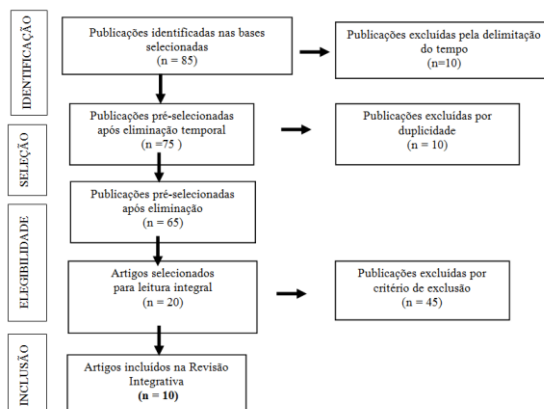 IDENTIFICAÇÃO
Publicações identificadas nas bases
selecionadas
(n = 85)
Publicações excluídas pela delimitação
do tempo
(n=10)
SELEÇÃO
Publicações pré-selecionadas
após eliminação temporal
(n =75 )
Publicações excluídas por
duplicidade
(n = 10)
ELEGIBILIDADE
Publicações pré-selecionadas
após eliminação
(n = 65)
Artigos selecionados
para leitura integral
(n = 20)
Publicações excluídas por
critério de exclusão
(n = 45)
INCLUSÃO
Artigos incluídos na Revisão
Integrativa
(n = 10)